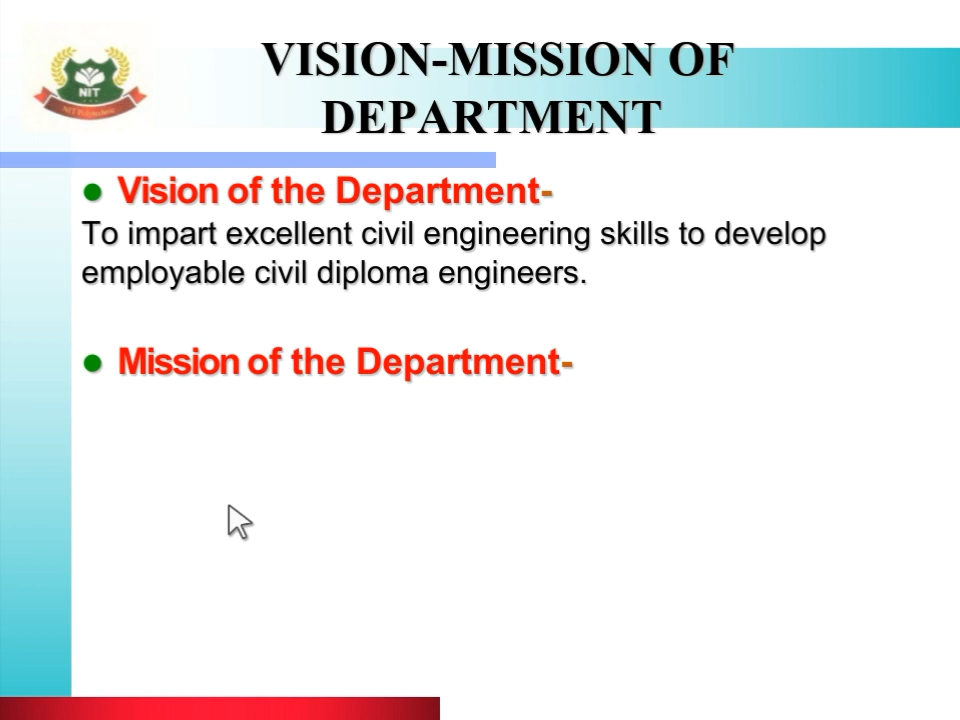 NIT
VISION-MISSION OF
DEPARTMENT
Vision of the Department-
To impart excellent civil engineering skills to develop
employable civil diploma engineers.
Mission of the Department-